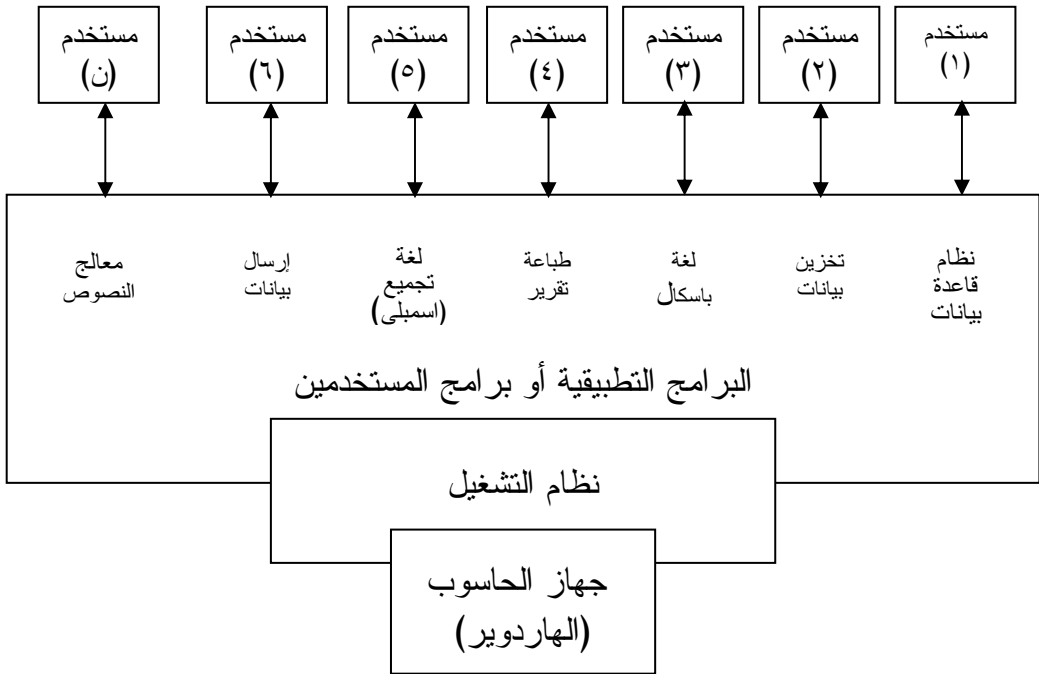 مستخدم
(١)
مستخدم
(٢)
مستخدم
(٣)
مستخدم
(٤)
مستخدم
(٥)
مستخدم
(٦)
مستخدم
(ن)
نظام
قاعدة
بيانات
تخزين
بيانات
لغة
باسكال
طباعة
تقرير
لغة
تجميع
(اسمبلى)
إرسال
بيانات
معالج
النصوص
البرامج التطبيقية أو برامج المستخدمين
نظام التشغيل
جهاز الحاسوب
(الهاردوير)